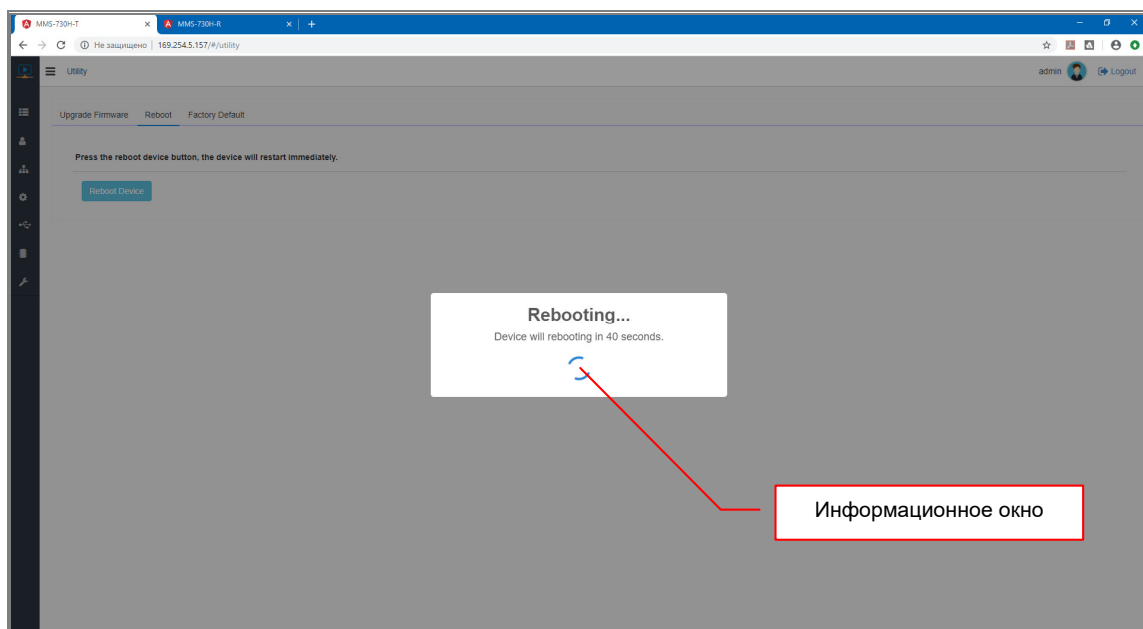 MMS-730H-T
MMS-730H-R
Не защищено | 169.254.5.157/#/utility
Utility
admin
Logout
Upgrade Firmware
Reboot
Factory Default
Press the reboot device button, the device will restart immediately.
Reboot Device
Rebooting...
Device will rebooting in 40 seconds.
Информационное окно